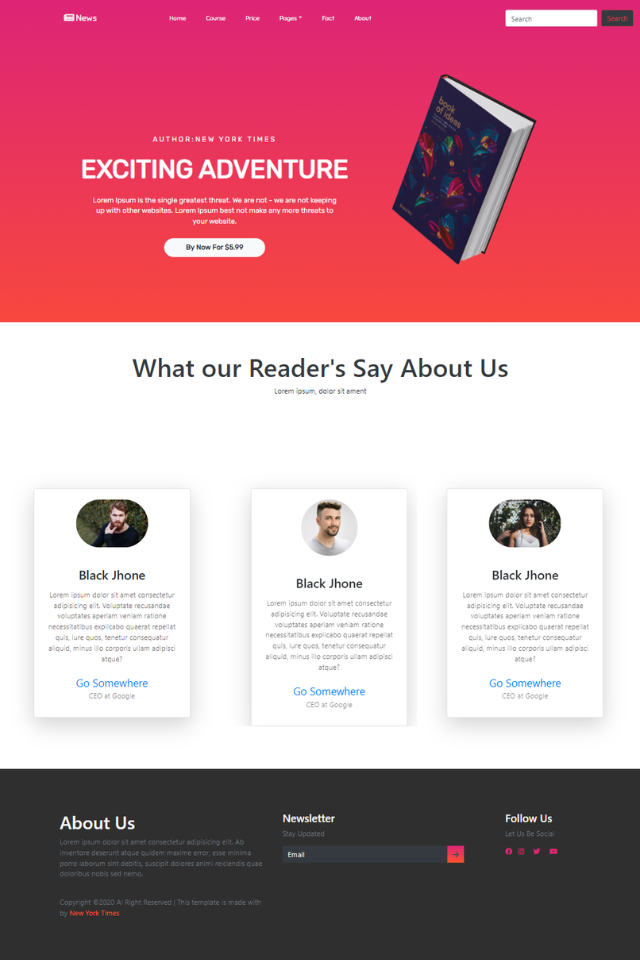 News
Home Course Price Pages Fact About
Search Search
AUTHOR:NEW YORK TIMES
EXCITING ADVENTURE
Lorem Ipsum is the single greatest threat. We are not - we are not keeping
up with other websites. Lorem Ipsum best not make any more threats to
your website.
By Now For $5.99
book
of ideas
What our Reader's Say About Us
Lorem ipsum, dolor sit ament
Black Jhone
Lorem ipsum dolor sit amet consectetur
adipisicing elit. Voluptate recusandae
voluptates aperiam veniam ratione
necessitatibus explicabo quaerat repellat
quis, iure quos, tenetur consequatur
aliquid, minus illo corporis ullam adipisci
atque?
Go Somewhere
CEO at Google
Black Jhone
Lorem ipsum dolor sit amet consectetur
adipisicing elit. Voluptate recusandae
voluptates aperiam veniam ratione
necessitatibus explicabo quaerat repellat
quis, iure quos, tenetur consequatur
aliquid, minus illo corporis ullam adipisci
atque?
Go Somewhere
CEO at Google
Black Jhone
Lorem ipsum dolor sit amet consectetur
adipisicing elit. Voluptate recusandae
voluptates aperiam veniam ratione
necessitatibus explicabo quaerat repellat
quis, iure quos, tenetur consequatur
aliquid, minus illo corporis ullam adipisci
atque?
Go Somewhere
CEO at Google
About Us
Lorem ipsum dolor sit amet consectetur adipisicing elit. Ab
inventore deserunt atque quidem maxime error, esse minima
porro laborum sint debitis, suscipit dolores animi reiciendis quae
doloribus nobis sed nemo.
Copyright ©2020 Al Right Reserved | This template is made with
by New York Times
Newsletter
Stay Updated
Email
Follow Us
Let Us Be Social